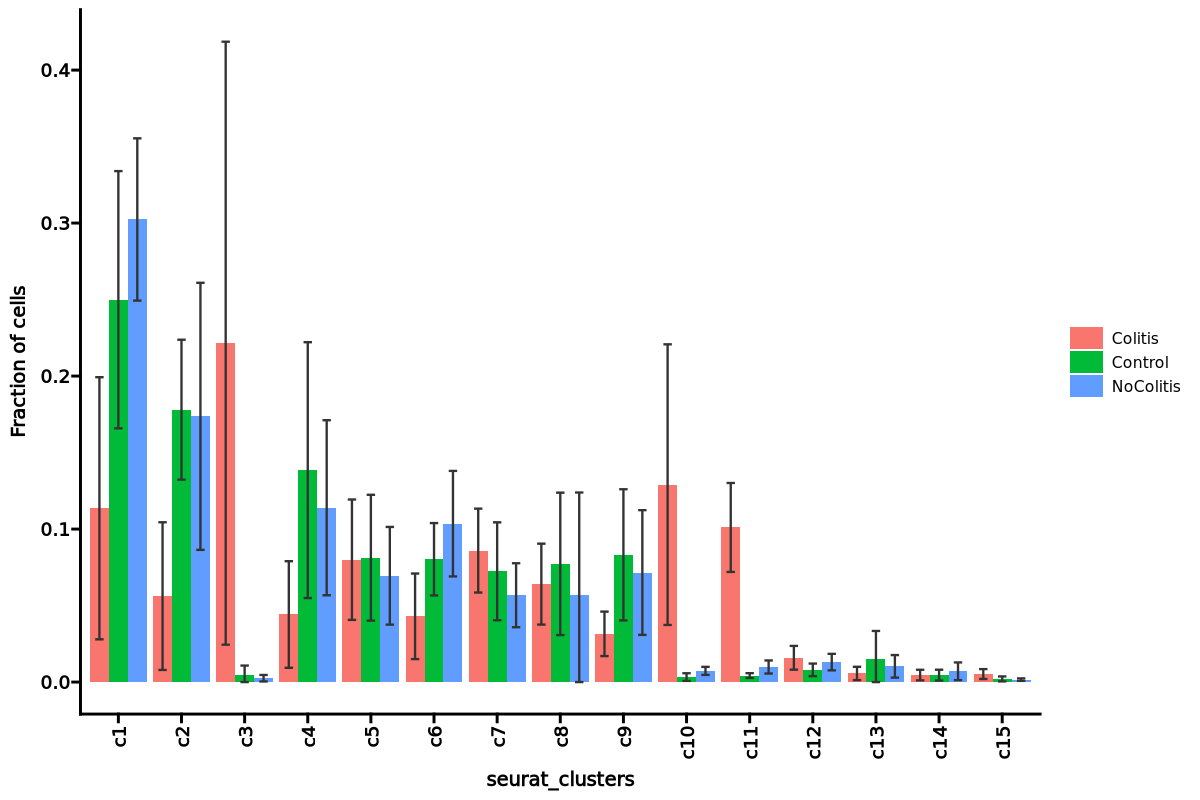 0.4
0.3
0.2
0.1
0.0
Fraction of cells
c1 c2 c3 c4 c5 c6 c7 c8 c9 c10 c11 c12 c13 c14 c15
seurat_clusters
Colitis
Control
NoColitis